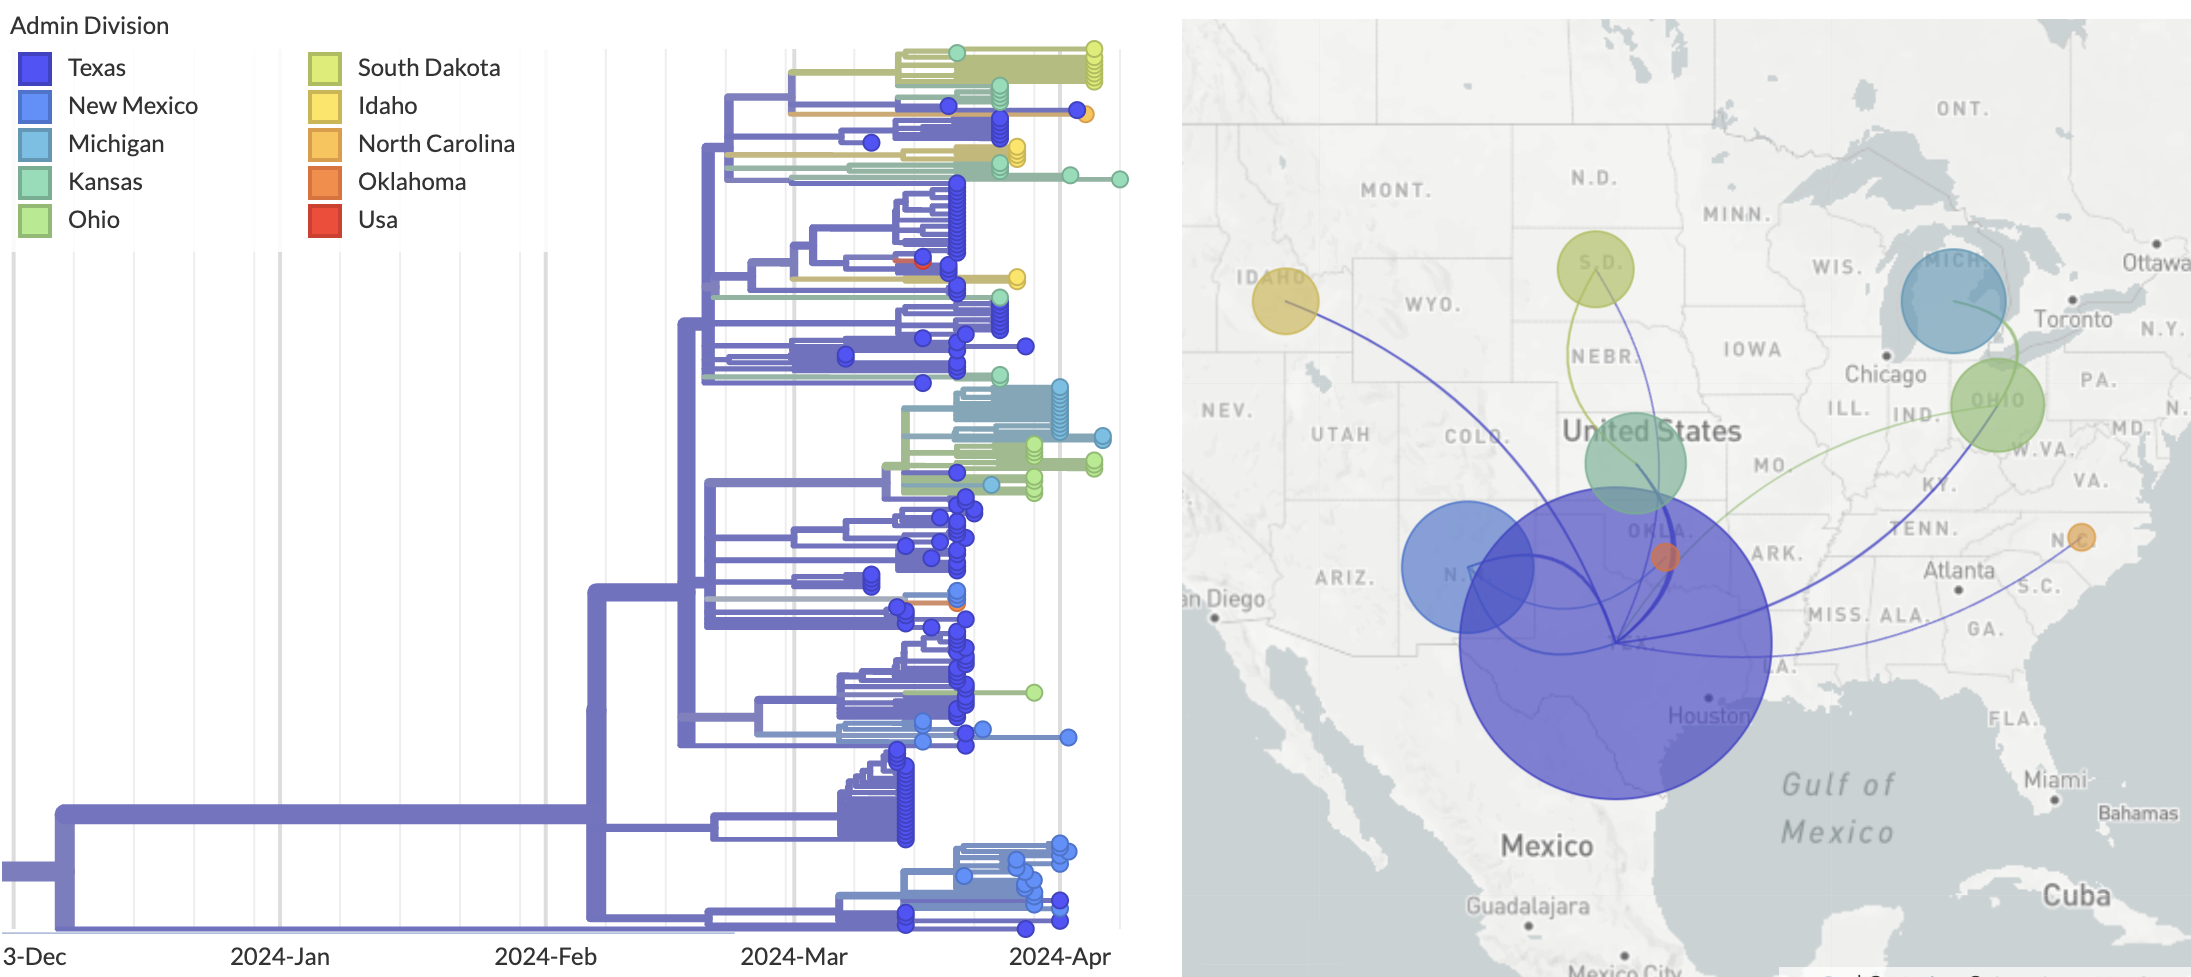 Admin Division
Texas
New Mexico
Michigan
Kansas
Ohio
South Dakota
Idaho
North Carolina
Oklahoma
Usa
3-Dec
2024-Jan
2024-Feb
2024-Mar
2024-Apr
ONT.
MONT.
N.D.
MINN.
IDAHO
S.D.
WIS.
MICH.
Ottawa
WYO.
Toronto
N.Y.
NEBR.
IOWA
Chicago
PA.
NEV.
UTAH
COLO.
United States
ILL.
IND.
OHIO
MD.
N.
MO.
W.VA.
KY.
VA.
OKLA.
ARK.
TENN.
N.C.
ARIZ.
N.
Atlanta
S.C.
an Diego
MISS.
ALA.
GA.
TEX.
LA.
Houston
FLA.
Gulf of
Mexico
Miami
Bahamas
Mexico
Cuba
Guadalajara
Mexico City